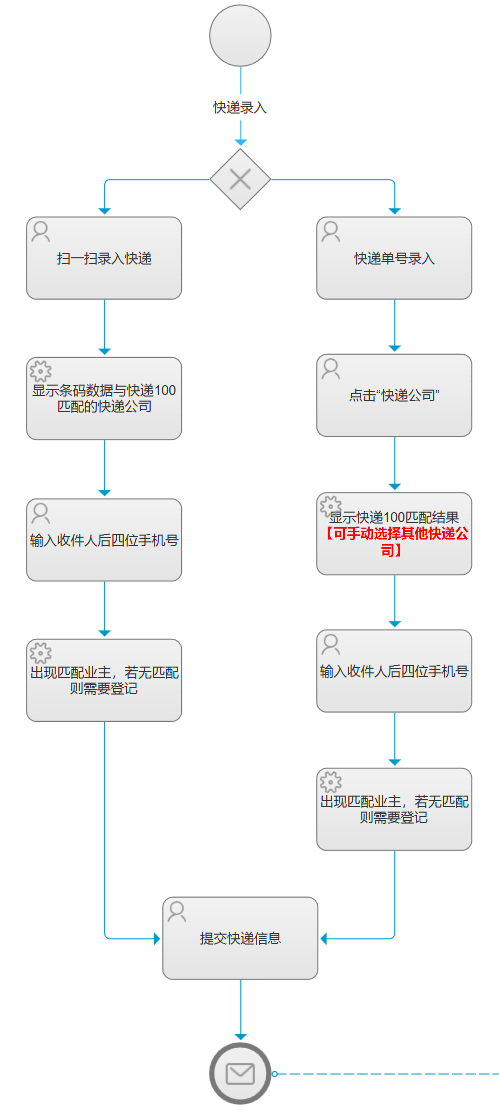 快递录入
扫一扫录入快递
显示条码数据与快递100
匹配的快递公司
输入收件人后四位手机号
出现匹配业主，若无匹配
则需要登记
快递单号录入
点击“快递公司”
显示快递100匹配结果
【可手动选择其他快递公
司】
输入收件人后四位手机号
出现匹配业主，若无匹配
则需要登记
提交快递信息